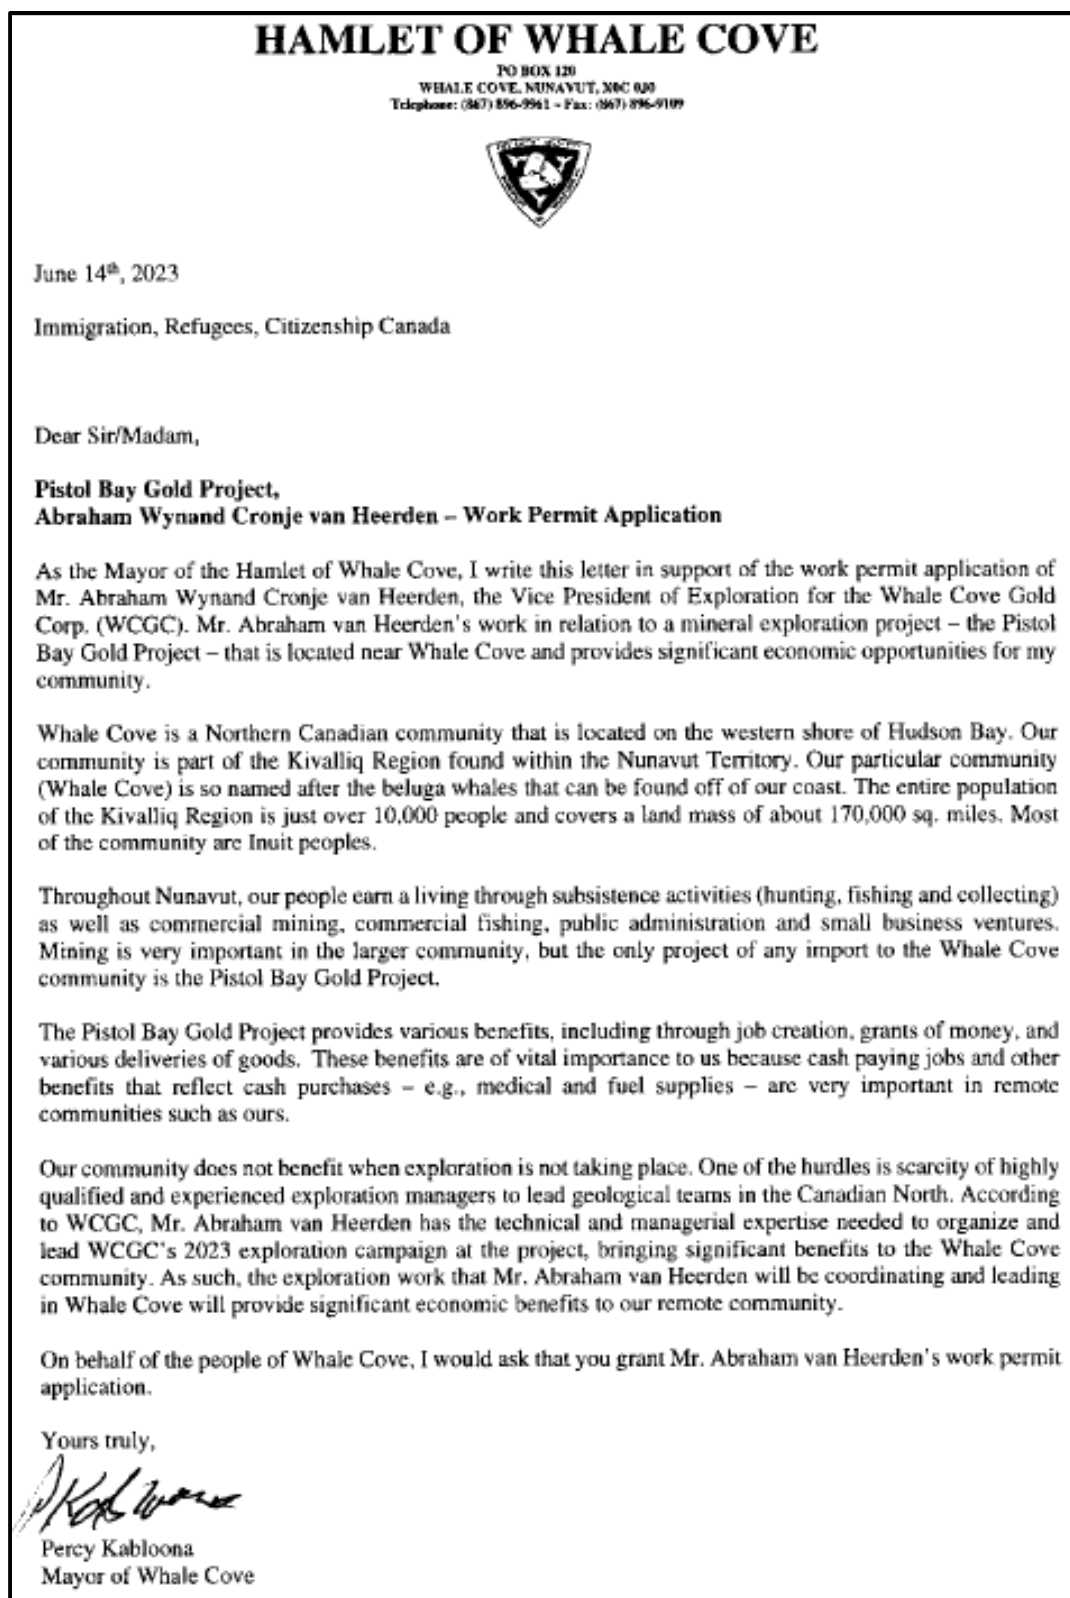 HAMLET OF WHALE COVE
PO BOX 120
WHALE COVE, NUNAVUT, X0C 0J0
Telephone: (867) 896-9961 ~ Fax: (867) 896-9109
June 14th, 2023
Immigration, Refugees, Citizenship Canada
Dear Sir/Madam,
Pistol Bay Gold Project,
Abraham Wynand Cronje van Heerden – Work Permit Application
As the Mayor of the Hamlet of Whale Cove, I write this letter in support of the work permit application of
Mr. Abraham Wynand Cronje van Heerden, the Vice President of Exploration for the Whale Cove Gold
Corp. (WCGC). Mr. Abraham van Heerden's work in relation to a mineral exploration project – the Pistol
Bay Gold Project – that is located near Whale Cove and provides significant economic opportunities for my
community.
Whale Cove is a Northern Canadian community that is located on the western shore of Hudson Bay. Our
community is part of the Kivalliq Region found within the Nunavut Territory. Our particular community
(Whale Cove) is so named after the beluga whales that can be found off of our coast. The entire population
of the Kivalliq Region is just over 10,000 people and covers a land mass of about 170,000 sq. miles. Most
of the community are Inuit peoples.
Throughout Nunavut, our people earn a living through subsistence activities (hunting, fishing and collecting)
as well as commercial mining, commercial fishing, public administration and small business ventures.
Mining is very important in the larger community, but the only project of any import to the Whale Cove
community is the Pistol Bay Gold Project.
The Pistol Bay Gold Project provides various benefits, including through job creation, grants of money, and
various deliveries of goods. These benefits are of vital importance to us because cash paying jobs and other
benefits that reflect cash purchases – e.g., medical and fuel supplies – are very important in remote
communities such as ours.
Our community does not benefit when exploration is not taking place. One of the hurdles is scarcity of highly
qualified and experienced exploration managers to lead geological teams in the Canadian North. According
to WCGC, Mr. Abraham van Heerden has the technical and managerial expertise needed to organize and
lead WCGC's 2023 exploration campaign at the project, bringing significant benefits to the Whale Cove
community. As such, the exploration work that Mr. Abraham van Heerden will be coordinating and leading
in Whale Cove will provide significant economic benefits to our remote community.
On behalf of the people of Whale Cove, I would ask that you grant Mr. Abraham van Heerden's work permit
application.
Yours truly,
Percy Kabloona
Mayor of Whale Cove